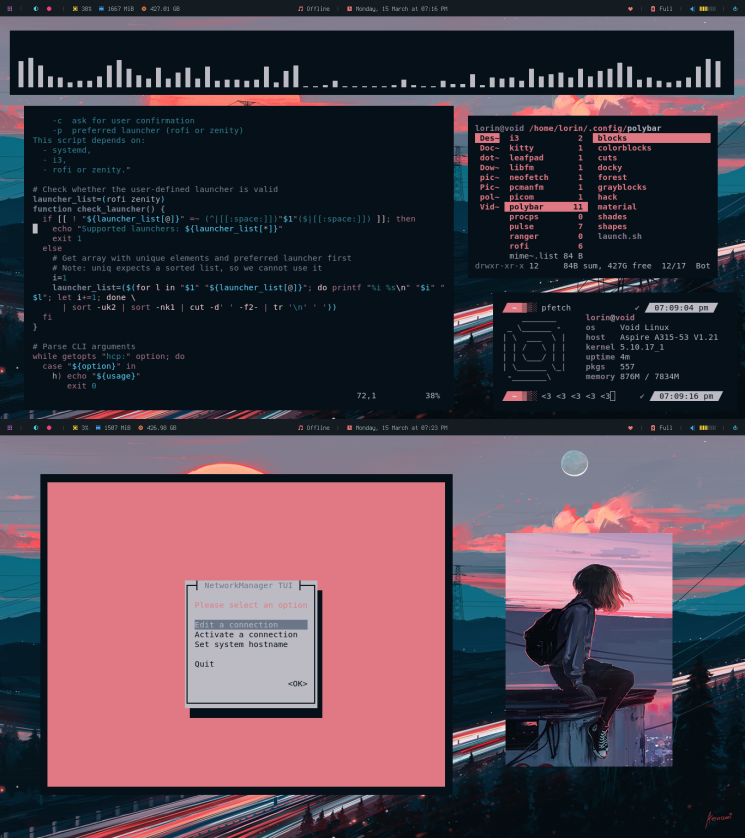 38% 1667 MiB 427.01 GB Offline Monday, 15 March at 07:16 PM Full
-c ask for user confirmation
-p preferred launcher (rofi or zenity)
This script depends on:
- systemd,
- i3,
- rofi or zenity."
# Check whether the user-defined launcher is valid
launcher_list=(rofi zenity)
function check_launcher() {
if [[ ! "${launcher_list[@]}" =~ (^|[[:space:]])"$1"($|[[:space:]]) ]]; then
echo "Supported launchers: ${launcher_list[*]}"
exit 1
else
# Get array with unique elements and preferred launcher first
# Note: uniq expects a sorted list, so we cannot use it
i=1
launcher_list=($(for l in "$1" "${launcher_list[@]}"; do printf "%i %s\n" "$i" "
$l"; let i+=1; done \
| sort -uk2 | sort -nk1 | cut -d' ' -f2- | tr '\n' ' '))
fi
}
# Parse CLI arguments
while getopts "hcp:" option; do
case "${option}" in
h) echo "${usage}"
exit 0
72,1 38%
lorin@void /home/lorin/.config/polybar
Des~ i3 2 blocks
Doc~ kitty 1 colorblocks
dot~ leafpad 1 cuts
Dow~ libfm 1 docky
pic~ neofetch 1 forest
Pic~ pcmanfm 1 grayblocks
pol~ picom 1 hack
Vid~ polybar 11 material
procps 0 shades
pulse 7 shapes
ranger 0 launch.sh
rofi 6
mime~.list 84 B
drwxr-xr-x 12 84B sum, 427G free 12/17 Bot
~ pfetch ✔ 07:09:04 pm
lorin@void
os Void Linux
host Aspire A315-53 V1.21
kernel 5.10.17_1
uptime 4m
pkgs 557
memory 876M / 7834M
~ <3 <3 <3 <3 <3 ✔ 07:09:16 pm
3% 1507 MiB 426.98 GB Offline Monday, 15 March at 07:23 PM Full
NetworkManager TUI
Please select an option
Edit a connection
Activate a connection
Set system hostname
Quit
<OK>